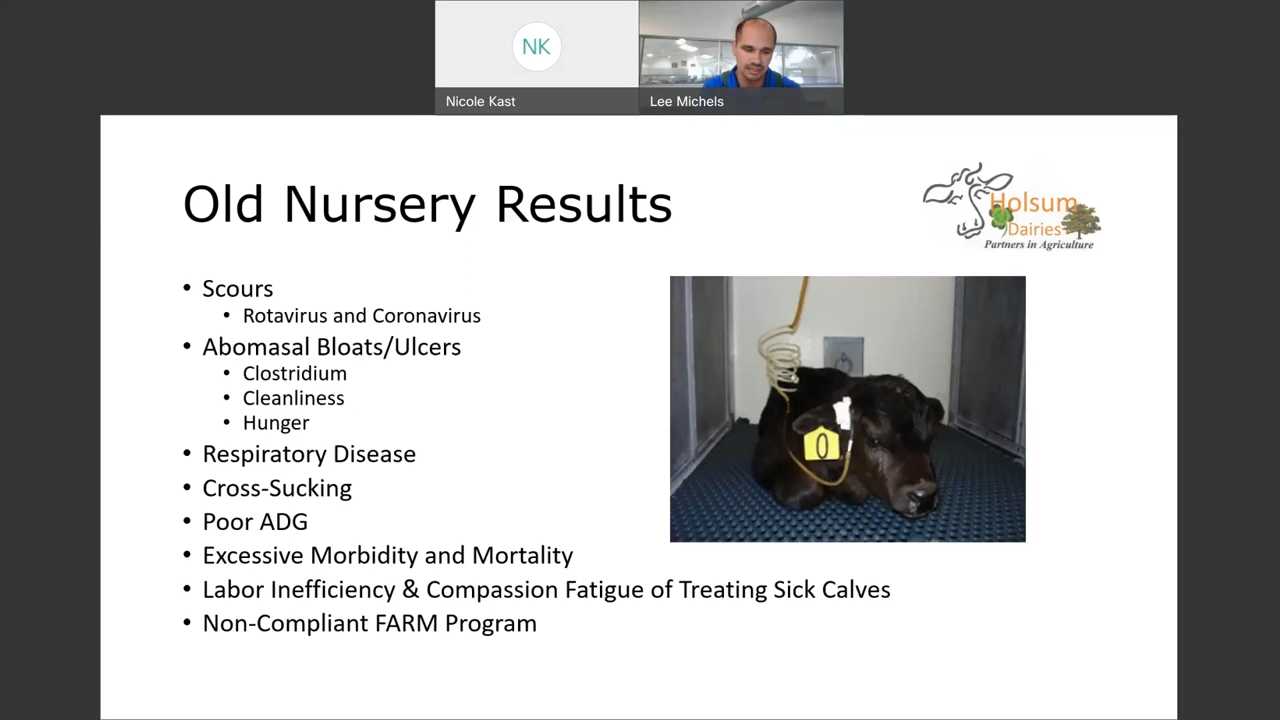 NK
Nicole Kast
Lee Michels
Old Nursery Results
Holsum
Dairies
Partners in Agriculture
• Scours
• Rotavirus and Coronavirus
• Abomasal Bloats/Ulcers
• Clostridium
• Cleanliness
• Hunger
• Respiratory Disease
• Cross-Sucking
• Poor ADG
• Excessive Morbidity and Mortality
• Labor Inefficiency & Compassion Fatigue of Treating Sick Calves
• Non-Compliant FARM Program
0